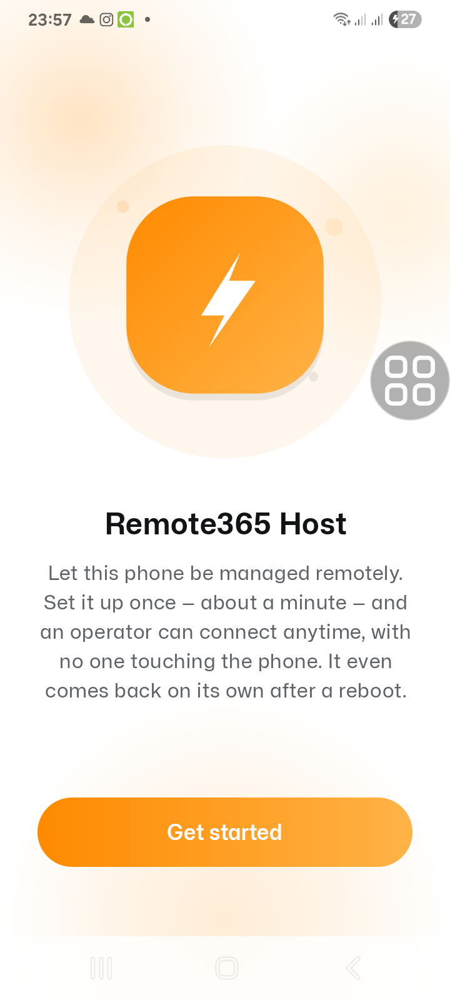 23:57
27
Remote365 Host
Let this phone be managed remotely.
Set it up once – about a minute – and
an operator can connect anytime, with
no one touching the phone. It even
comes back on its own after a reboot.
Get started